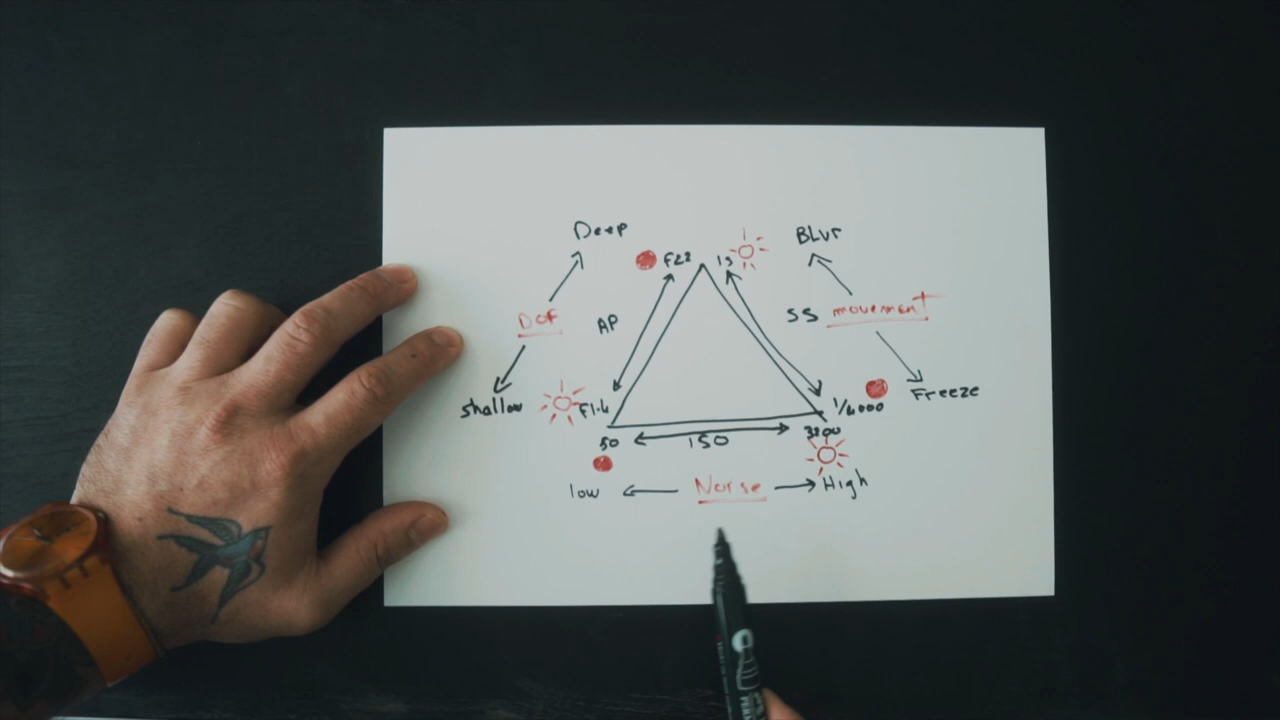 Deep
BLur
F22
1s
DoF
AP
SS movement
shallow
F1.4
1/4000
Freeze
50
ISO
3200
low
Noise
High